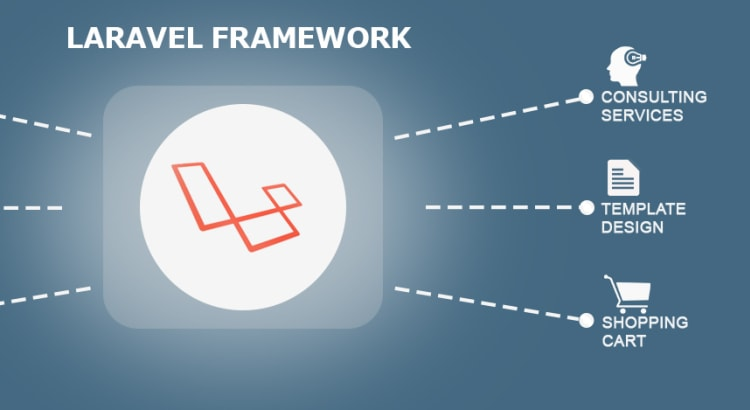 LARAVEL FRAMEWORK
CONSULTING
SERVICES
TEMPLATE
DESIGN
SHOPPING
CART